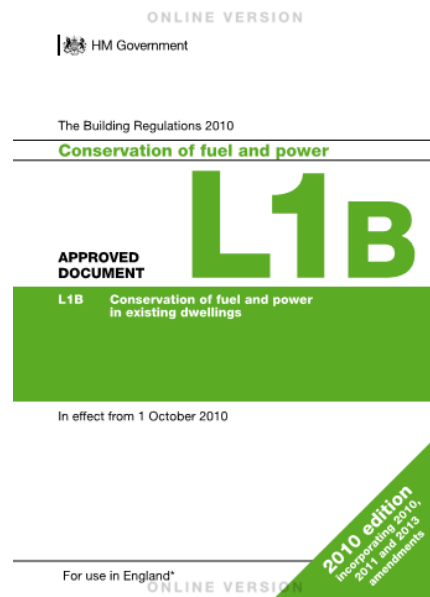 ONLINE VERSION
HM Government
The Building Regulations 2010
Conservation of fuel and power
L1B
APPROVED
DOCUMENT
L1B Conservation of fuel and power
in existing dwellings
In effect from 1 October 2010
2010 edition
incorporating 2010,
2011 and 2013
amendments
For use in England*
ONLINE VERSION